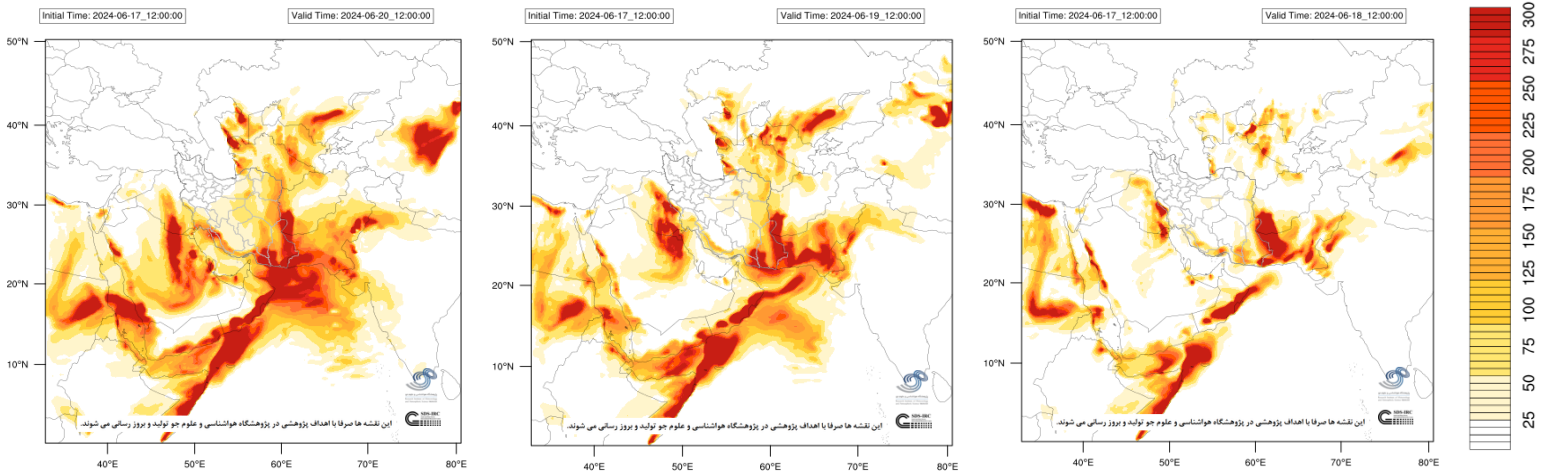 Initial Time: 2024-06-17_12:00:00 Valid Time: 2024-06-20_12:00:00
50°N
40°N
30°N
20°N
10°N
SDS-IRC
این نقشه ها صرفا با اهداف پژوهشی در پژوهشگاه هواشناسی و علوم جو تولید و بروز رسانی می شوند.
40°E 50°E 60°E 70°E 80°E
Initial Time: 2024-06-17_12:00:00 Valid Time: 2024-06-19_12:00:00
50°N
40°N
30°N
20°N
10°N
SDS-IRC
این نقشه ها صرفا با اهداف پژوهشی در پژوهشگاه هواشناسی و علوم جو تولید و بروز رسانی می شوند.
40°E 50°E 60°E 70°E 80°E
Initial Time: 2024-06-17_12:00:00 Valid Time: 2024-06-18_12:00:00
50°N
40°N
30°N
20°N
10°N
SDS-IRC
این نقشه ها صرفا با اهداف پژوهشی در پژوهشگاه هواشناسی و علوم جو تولید و بروز رسانی می شوند.
40°E 50°E 60°E 70°E 80°E
300
275
250
225
200
175
150
125
100
75
50
25